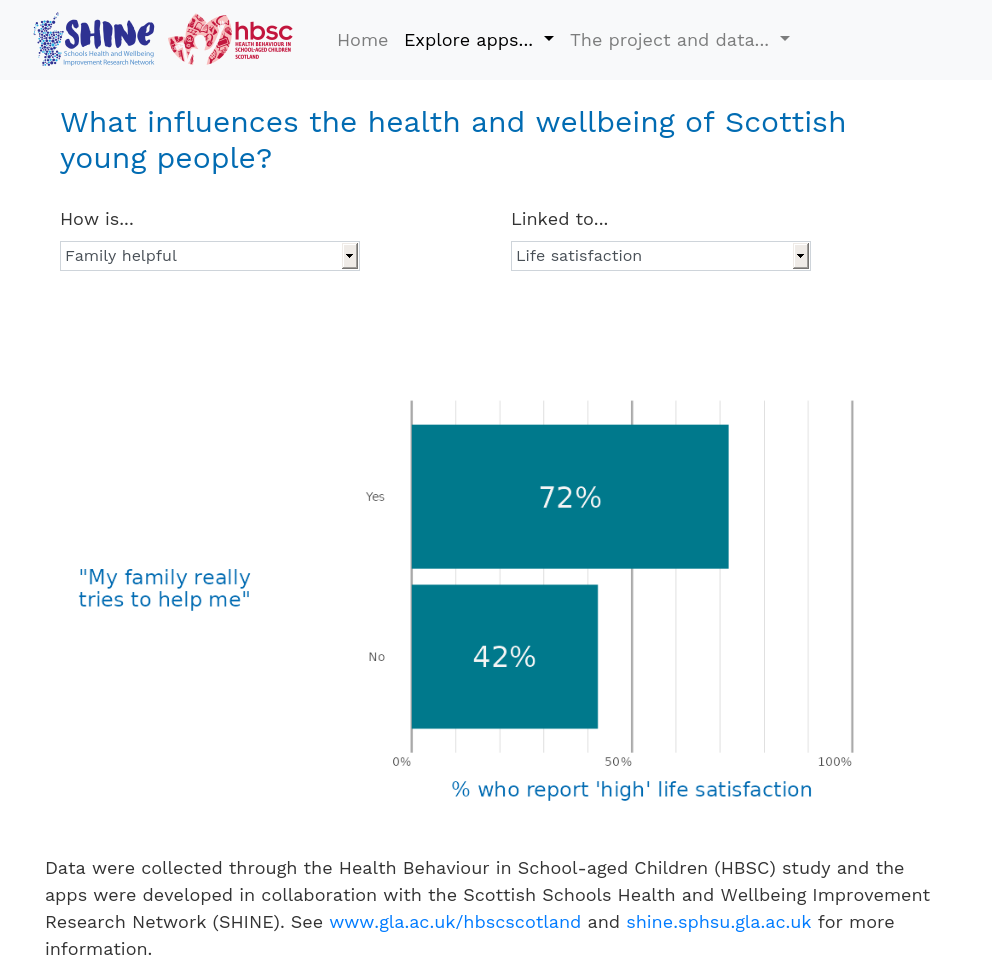 SHINE
Schools Health and Wellbeing
Improvement Research Network
hbsc
HEALTH BEHAVIOUR IN
SCHOOL-AGED CHILDREN
SCOTLAND
Home Explore apps... The project and data...
What influences the health and wellbeing of Scottish
young people?
How is... Linked to...
Family helpful Life satisfaction
Yes 72%
"My family really
tries to help me"
No 42%
0% 50% 100%
% who report 'high' life satisfaction
Data were collected through the Health Behaviour in School-aged Children (HBSC) study and the
apps were developed in collaboration with the Scottish Schools Health and Wellbeing Improvement
Research Network (SHINE). See www.gla.ac.uk/hbscscotland and shine.sphsu.gla.ac.uk for more
information.